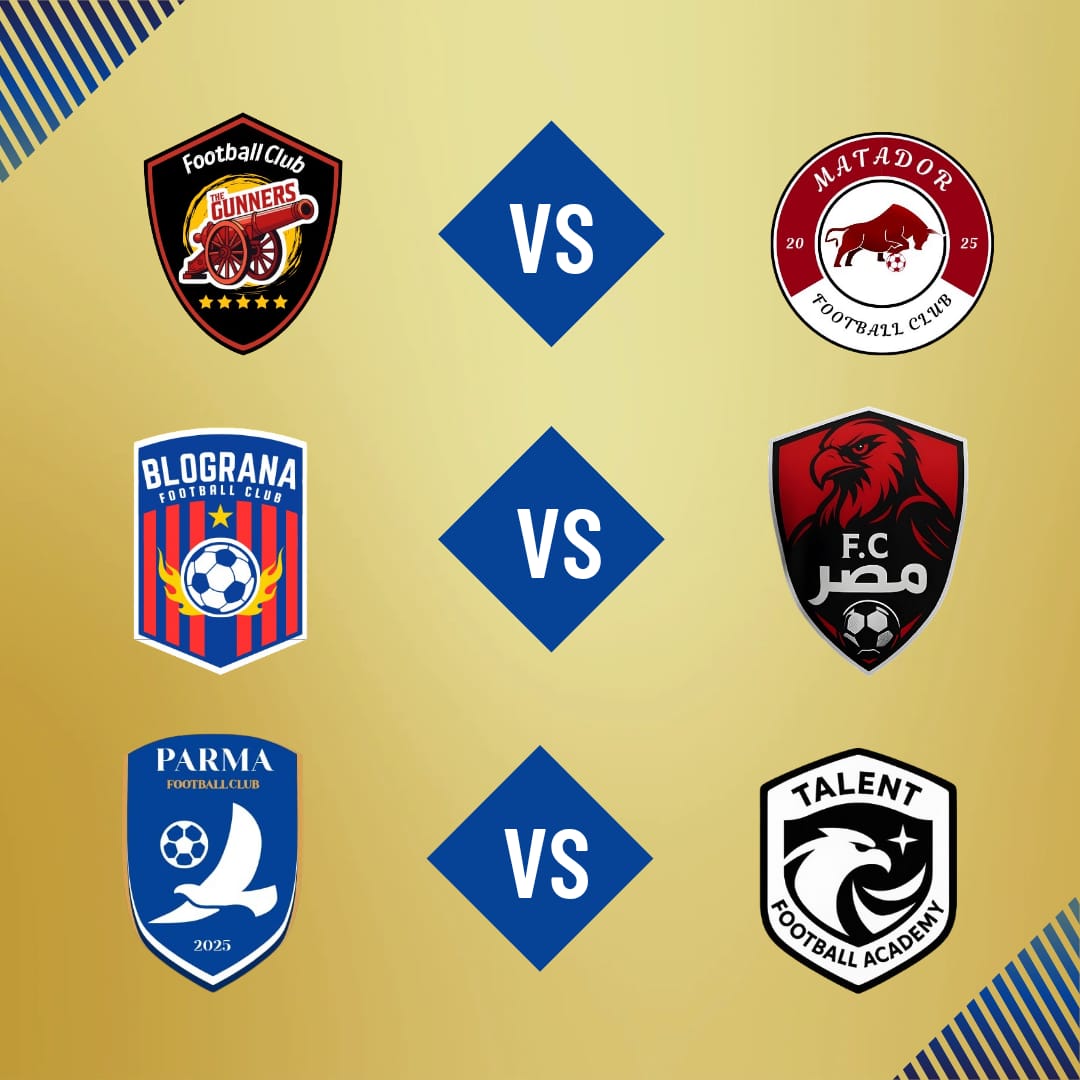 Football Club
THE
GUNNERS
VS
MATADOR
20 25
FOOTBALL CLUB
BLOGRANA
FOOTBALL CLUB
VS
F.C
مصر
PARMA
FOOTBALL CLUB
2025
VS
TALENT
FOOTBALL ACADEMY